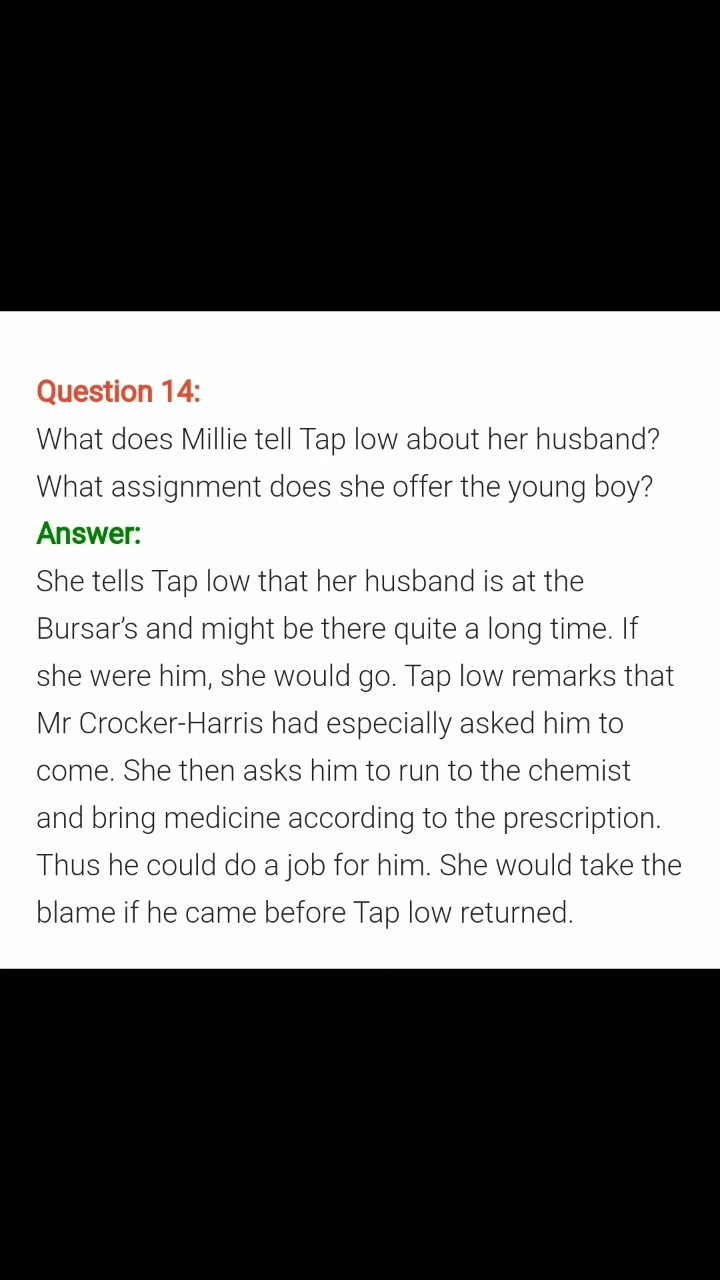 Question 14:
What does Millie tell Tap low about her husband?
What assignment does she offer the young boy?
Answer:
She tells Tap low that her husband is at the
Bursar’s and might be there quite a long time. If
she were him, she would go. Tap low remarks that
Mr Crocker-Harris had especially asked him to
come. She then asks him to run to the chemist
and bring medicine according to the prescription.
Thus he could do a job for him. She would take the
blame if he came before Tap low returned.